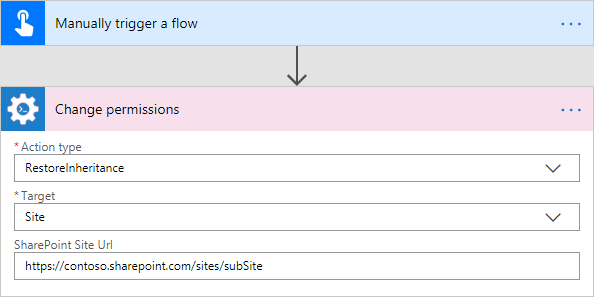 Manually trigger a flow
Change permissions
* Action type
RestoreInheritance
* Target
Site
SharePoint Site Url
https://contoso.sharepoint.com/sites/subSite